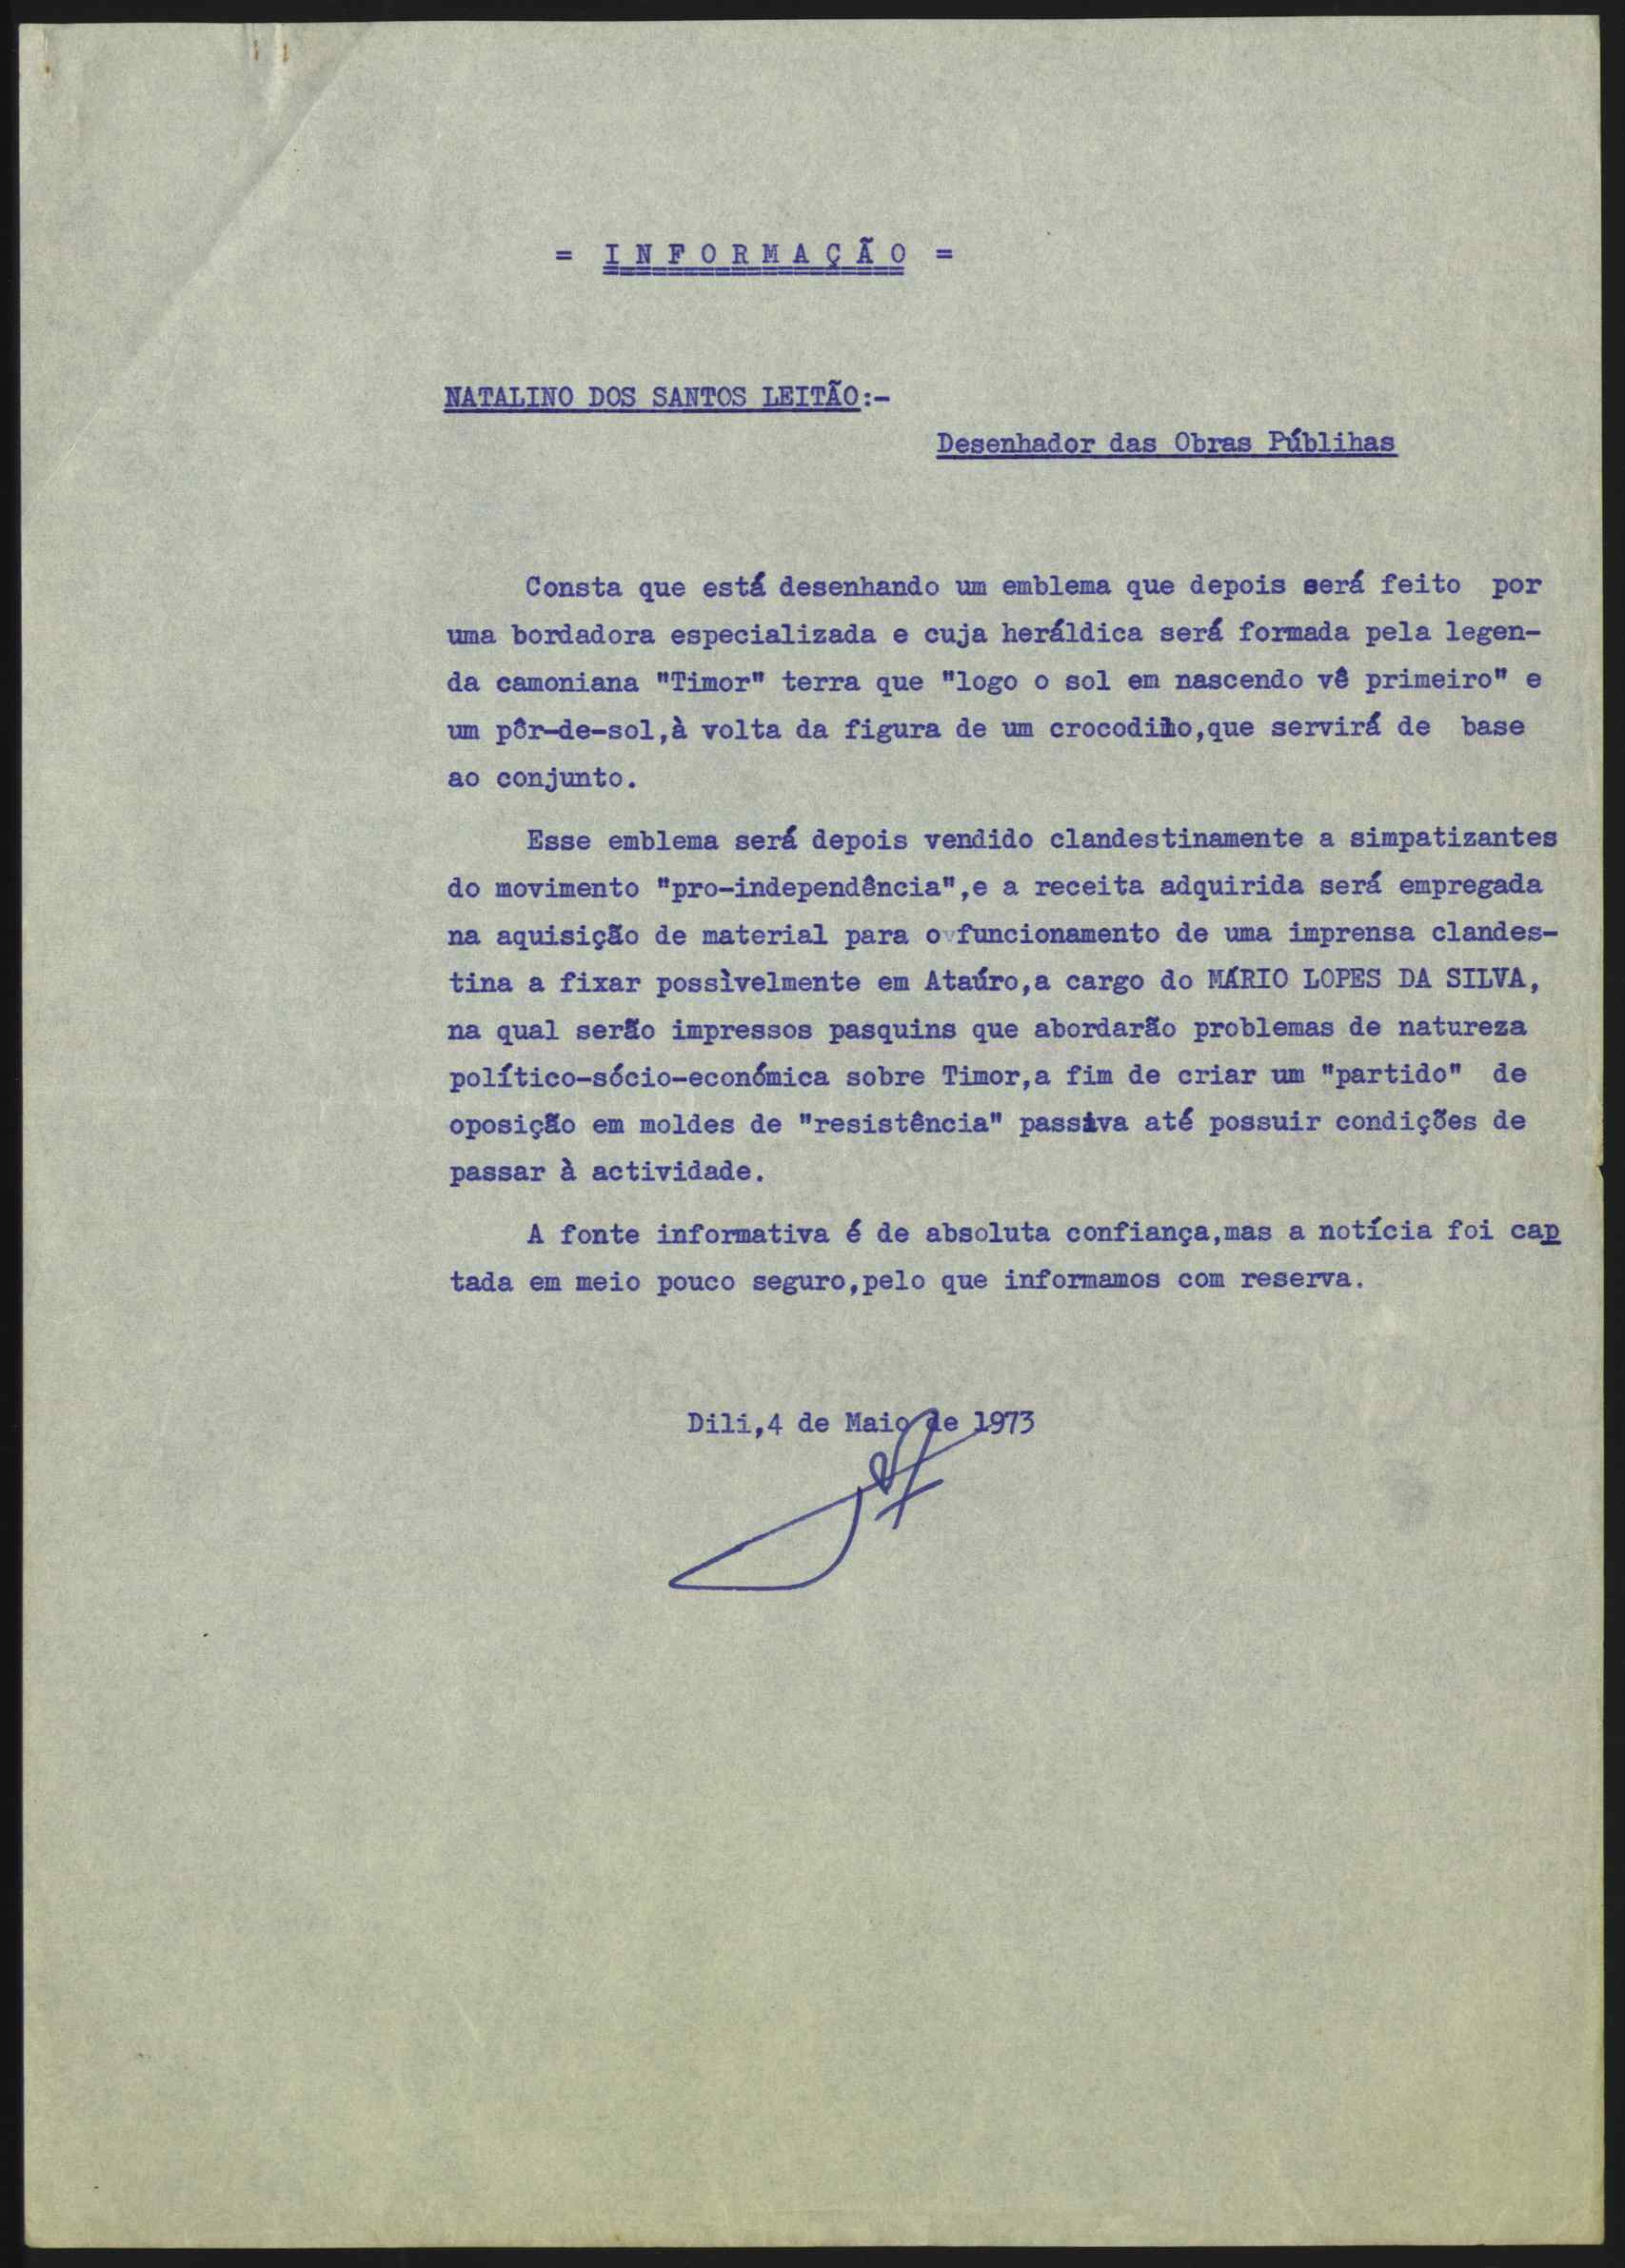 = I N F O R M A Ç Ã O =
NATALINO DOS SANTOS LEITÃO:-
Desenhador das Obras Públihas
Consta que está desenhando um emblema que depois será feito por
uma bordadora especializada e cuja heráldica será formada pela legen-
da camoniana "Timor" terra que "logo o sol em nascendo vê primeiro" e
um pôr-de-sol,à volta da figura de um crocodilo,que servirá de base
ao conjunto.
Esse emblema será depois vendido clandestinamente a simpatizantes
do movimento "pro-independência",e a receita adquirida será empregada
na aquisição de material para o funcionamento de uma imprensa clandes-
tina a fixar possìvelmente em Ataúro,a cargo do MÁRIO LOPES DA SILVA,
na qual serão impressos pasquins que abordarão problemas de natureza
político-sócio-económica sobre Timor,a fim de criar um "partido" de
oposição em moldes de "resistência" passiva até possuir condições de
passar à actividade.
A fonte informativa é de absoluta confiança,mas a notícia foi cap
tada em meio pouco seguro,pelo que informamos com reserva.
Dili,4 de Maio de 1973